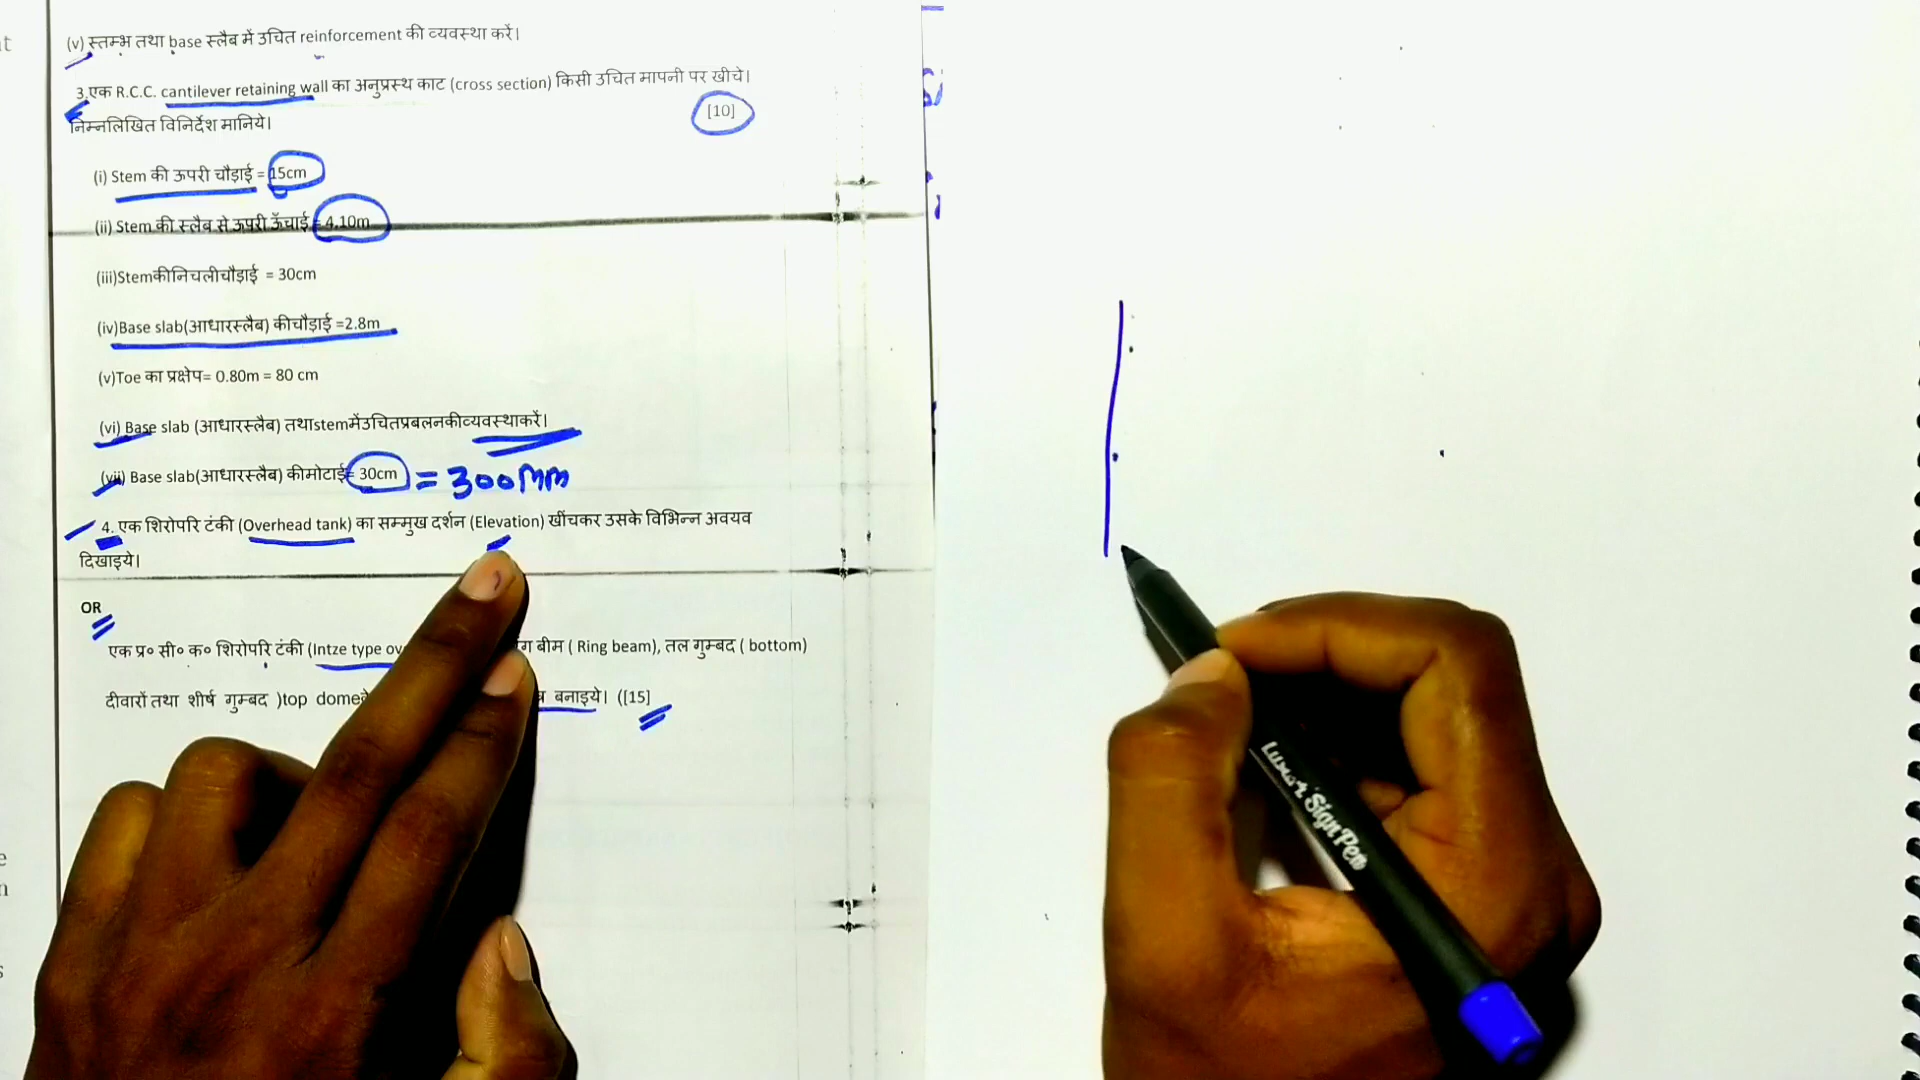 (v) स्तम्भ तथा base स्लैब में उचित reinforcement की व्यवस्था करें।
3.एक R.C.C. cantilever retaining wall का अनुप्रस्थ काट (cross section) किसी उचित मापनी पर खीचे।
[10]
निम्नलिखित विनिर्देश मानिये।
(i) Stem की ऊपरी चौड़ाई = 15cm
(ii) Stem की स्लैब से ऊपरी ऊँचाई = 4.10m
(iii)Stemकीनिचलीचौड़ाई = 30cm
(iv)Base slab(आधारस्लैब) कीचौड़ाई =2.8m
(v)Toe का प्रक्षेप= 0.80m = 80 cm
(vi) Base slab (आधारस्लैब) तथाstemमेंउचितप्रबलनकीव्यवस्थाकरें।
(vii) Base slab(आधारस्लैब) कीमोटाई= 30cm = 300mm
4. एक शिरोपरि टंकी (Overhead tank) का सम्मुख दर्शन (Elevation) खींचकर उसके विभिन्न अवयव
दिखाइये।
OR
एक प्र० सी० क० शिरोपरि टंकी (Intze type बीम ( Ring beam), तल गुम्बद ( bottom)
दीवारों तथा शीर्ष गुम्बद )top dome बनाइये। ([15]
Luxor Sign Pen